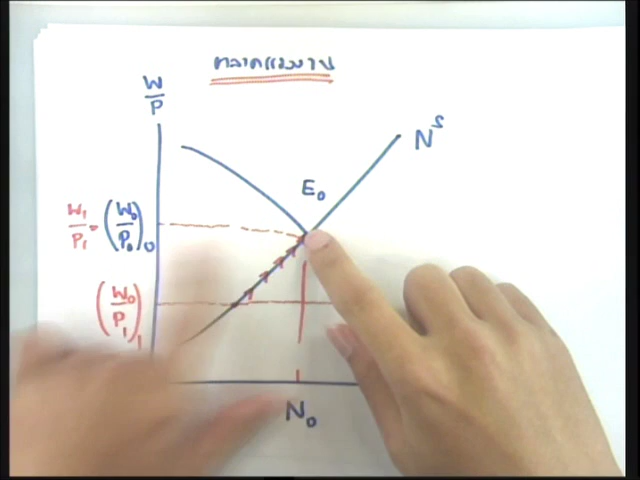 ตลาดแรงงาน
W/P
N^S
E₀
W₁/P₁ = (W₀/P₀)₀
(W₀/P₁)₁
N₀